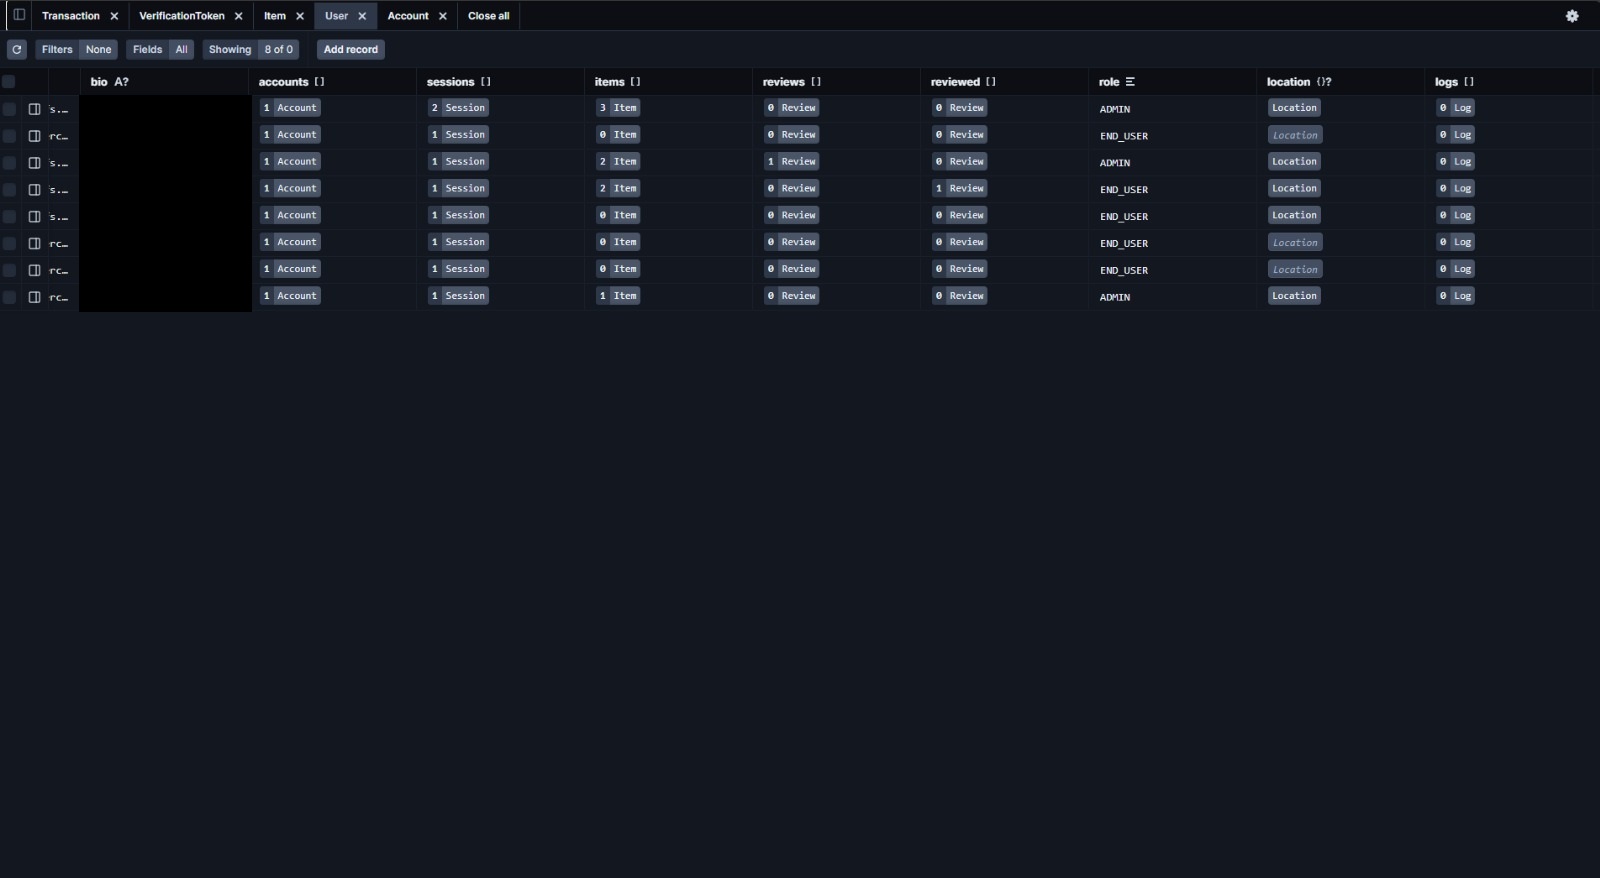 Transaction VerificationToken Item User Account Close all
Filters None Fields All Showing 8 of 0 Add record
bio A? accounts [] sessions [] items [] reviews [] reviewed [] role location {}? logs []
s.… 1 Account 2 Session 3 Item 0 Review 0 Review ADMIN Location 0 Log
rc… 1 Account 1 Session 0 Item 0 Review 0 Review END_USER Location 0 Log
s.… 1 Account 1 Session 2 Item 1 Review 0 Review ADMIN Location 0 Log
s.… 1 Account 1 Session 2 Item 0 Review 1 Review END_USER Location 0 Log
s.… 1 Account 1 Session 0 Item 0 Review 0 Review END_USER Location 0 Log
rc… 1 Account 1 Session 0 Item 0 Review 0 Review END_USER Location 0 Log
rc… 1 Account 1 Session 0 Item 0 Review 0 Review END_USER Location 0 Log
rc… 1 Account 1 Session 1 Item 0 Review 0 Review ADMIN Location 0 Log